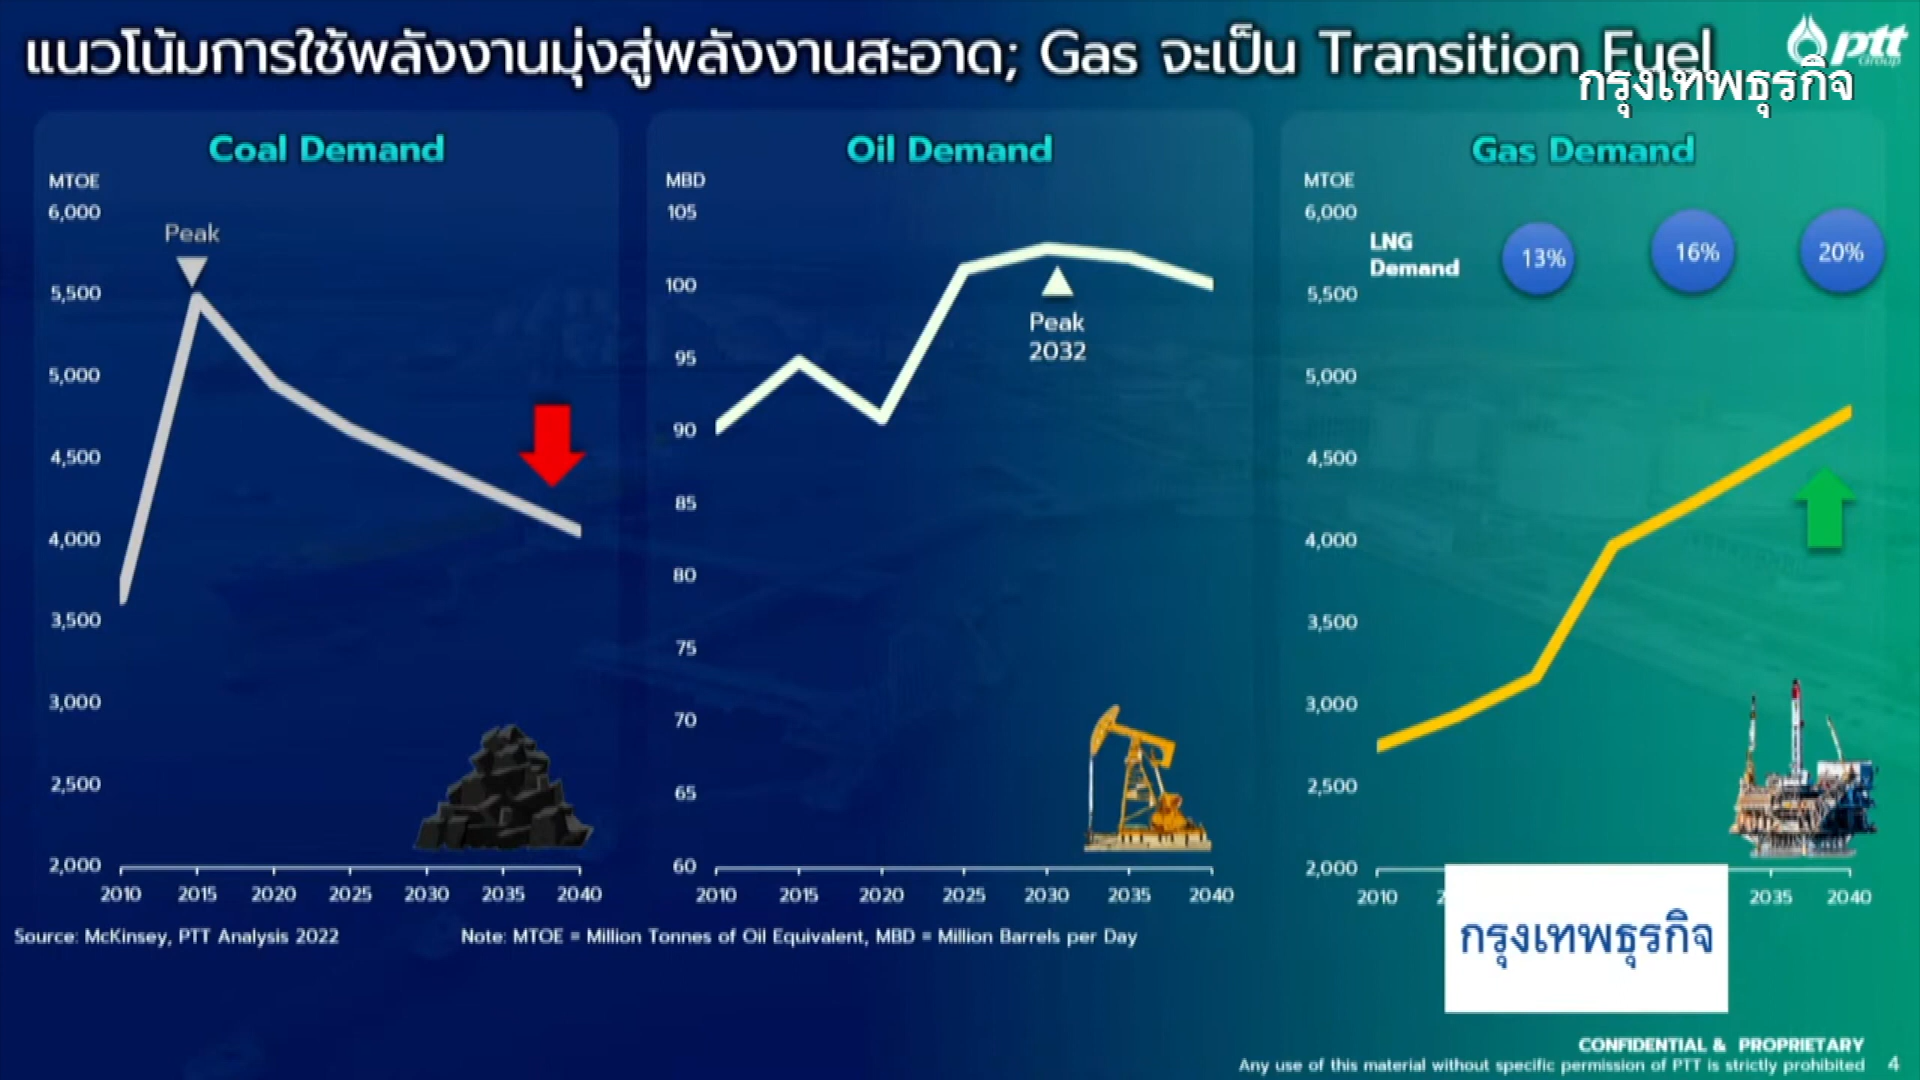 แนวโน้มการใช้พลังงานมุ่งสู่พลังงานสะอาด; Gas จะเป็น Transition Fuel
ptt
Group
กรุงเทพธุรกิจ
Coal Demand
MTOE
6,000
5,500
5,000
4,500
4,000
3,500
3,000
2,500
2,000
Peak
2010 2015 2020 2025 2030 2035 2040
Oil Demand
MBD
105
100
95
90
85
80
75
70
65
60
Peak
2032
2010 2015 2020 2025 2030 2035 2040
Gas Demand
MTOE
6,000
5,500
5,000
4,500
4,000
3,500
3,000
2,500
2,000
LNG
Demand
13% 16% 20%
2010 2035 2040
Source: McKinsey, PTT Analysis 2022
Note: MTOE = Million Tonnes of Oil Equivalent, MBD = Million Barrels per Day
กรุงเทพธุรกิจ
CONFIDENTIAL & PROPRIETARY
Any use of this material without specific permission of PTT is strictly prohibited 4